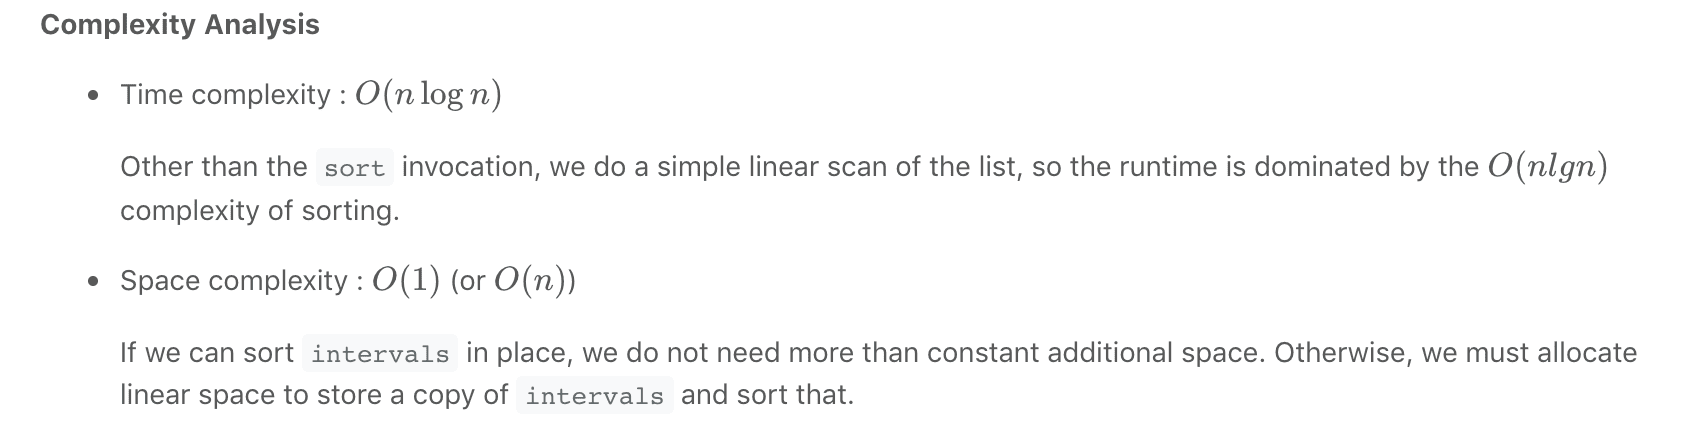 Complexity Analysis
• Time complexity : O(n log n)
Other than the sort invocation, we do a simple linear scan of the list, so the runtime is dominated by the O(nlgn)
complexity of sorting.
• Space complexity : O(1) (or O(n))
If we can sort intervals in place, we do not need more than constant additional space. Otherwise, we must allocate
linear space to store a copy of intervals and sort that.